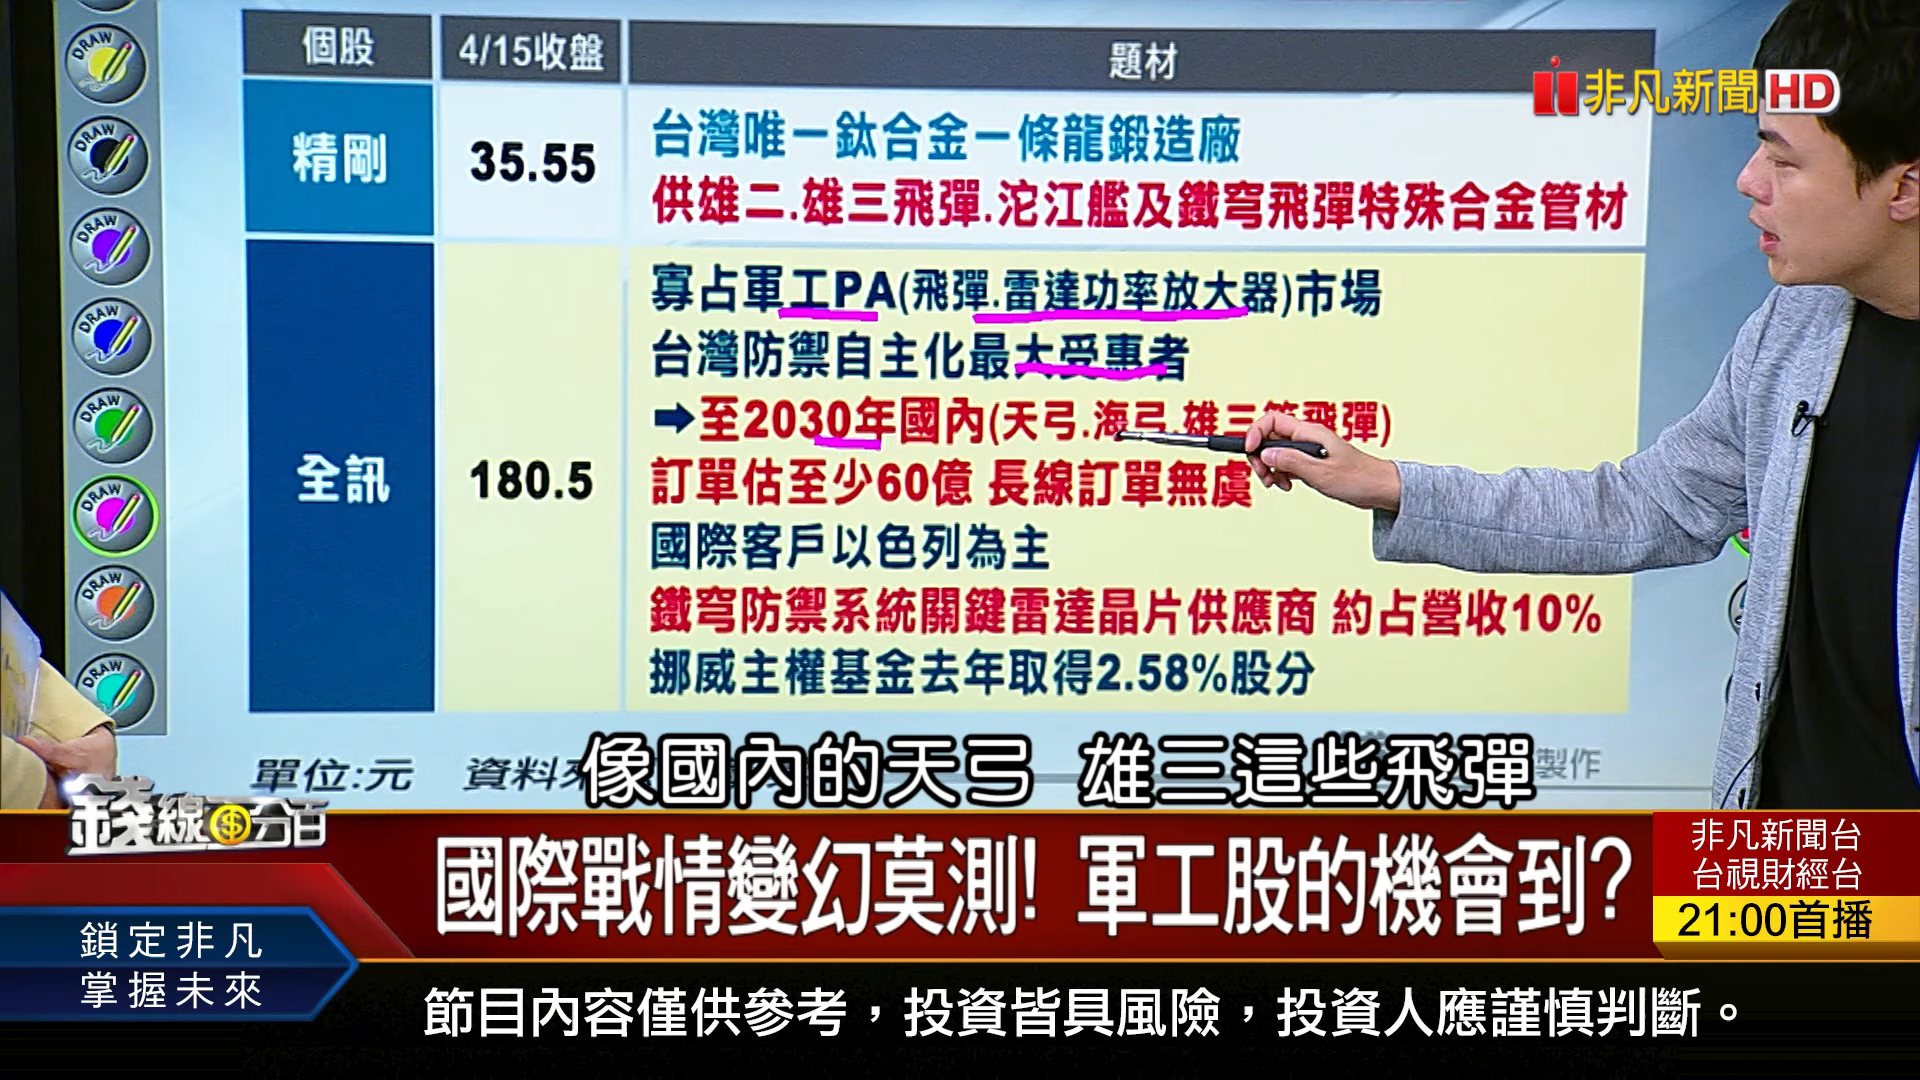 個股 4/15收盤 題材
非凡新聞HD
精剛 35.55
台灣唯一鈦合金一條龍鍛造廠
供雄二.雄三飛彈.沱江艦及鐵穹飛彈特殊合金管材
全訊 180.5
寡占軍工PA(飛彈.雷達功率放大器)市場
台灣防禦自主化最大受惠者
➡至2030年國內(天弓.海弓.雄三等飛彈)
訂單估至少60億 長線訂單無虞
國際客戶以色列為主
鐵穹防禦系統關鍵雷達晶片供應商 約占營收10%
挪威主權基金去年取得2.58%股分
DRAW
DRAW
DRAW
DRAW
DRAW
DRAW
DRAW
DRAW
單位:元 資料 製作
像國內的天弓 雄三這些飛彈
錢線百分百
國際戰情變幻莫測! 軍工股的機會到?
非凡新聞台
台視財經台
21:00首播
鎖定非凡
掌握未來
節目內容僅供參考，投資皆具風險，投資人應謹慎判斷。